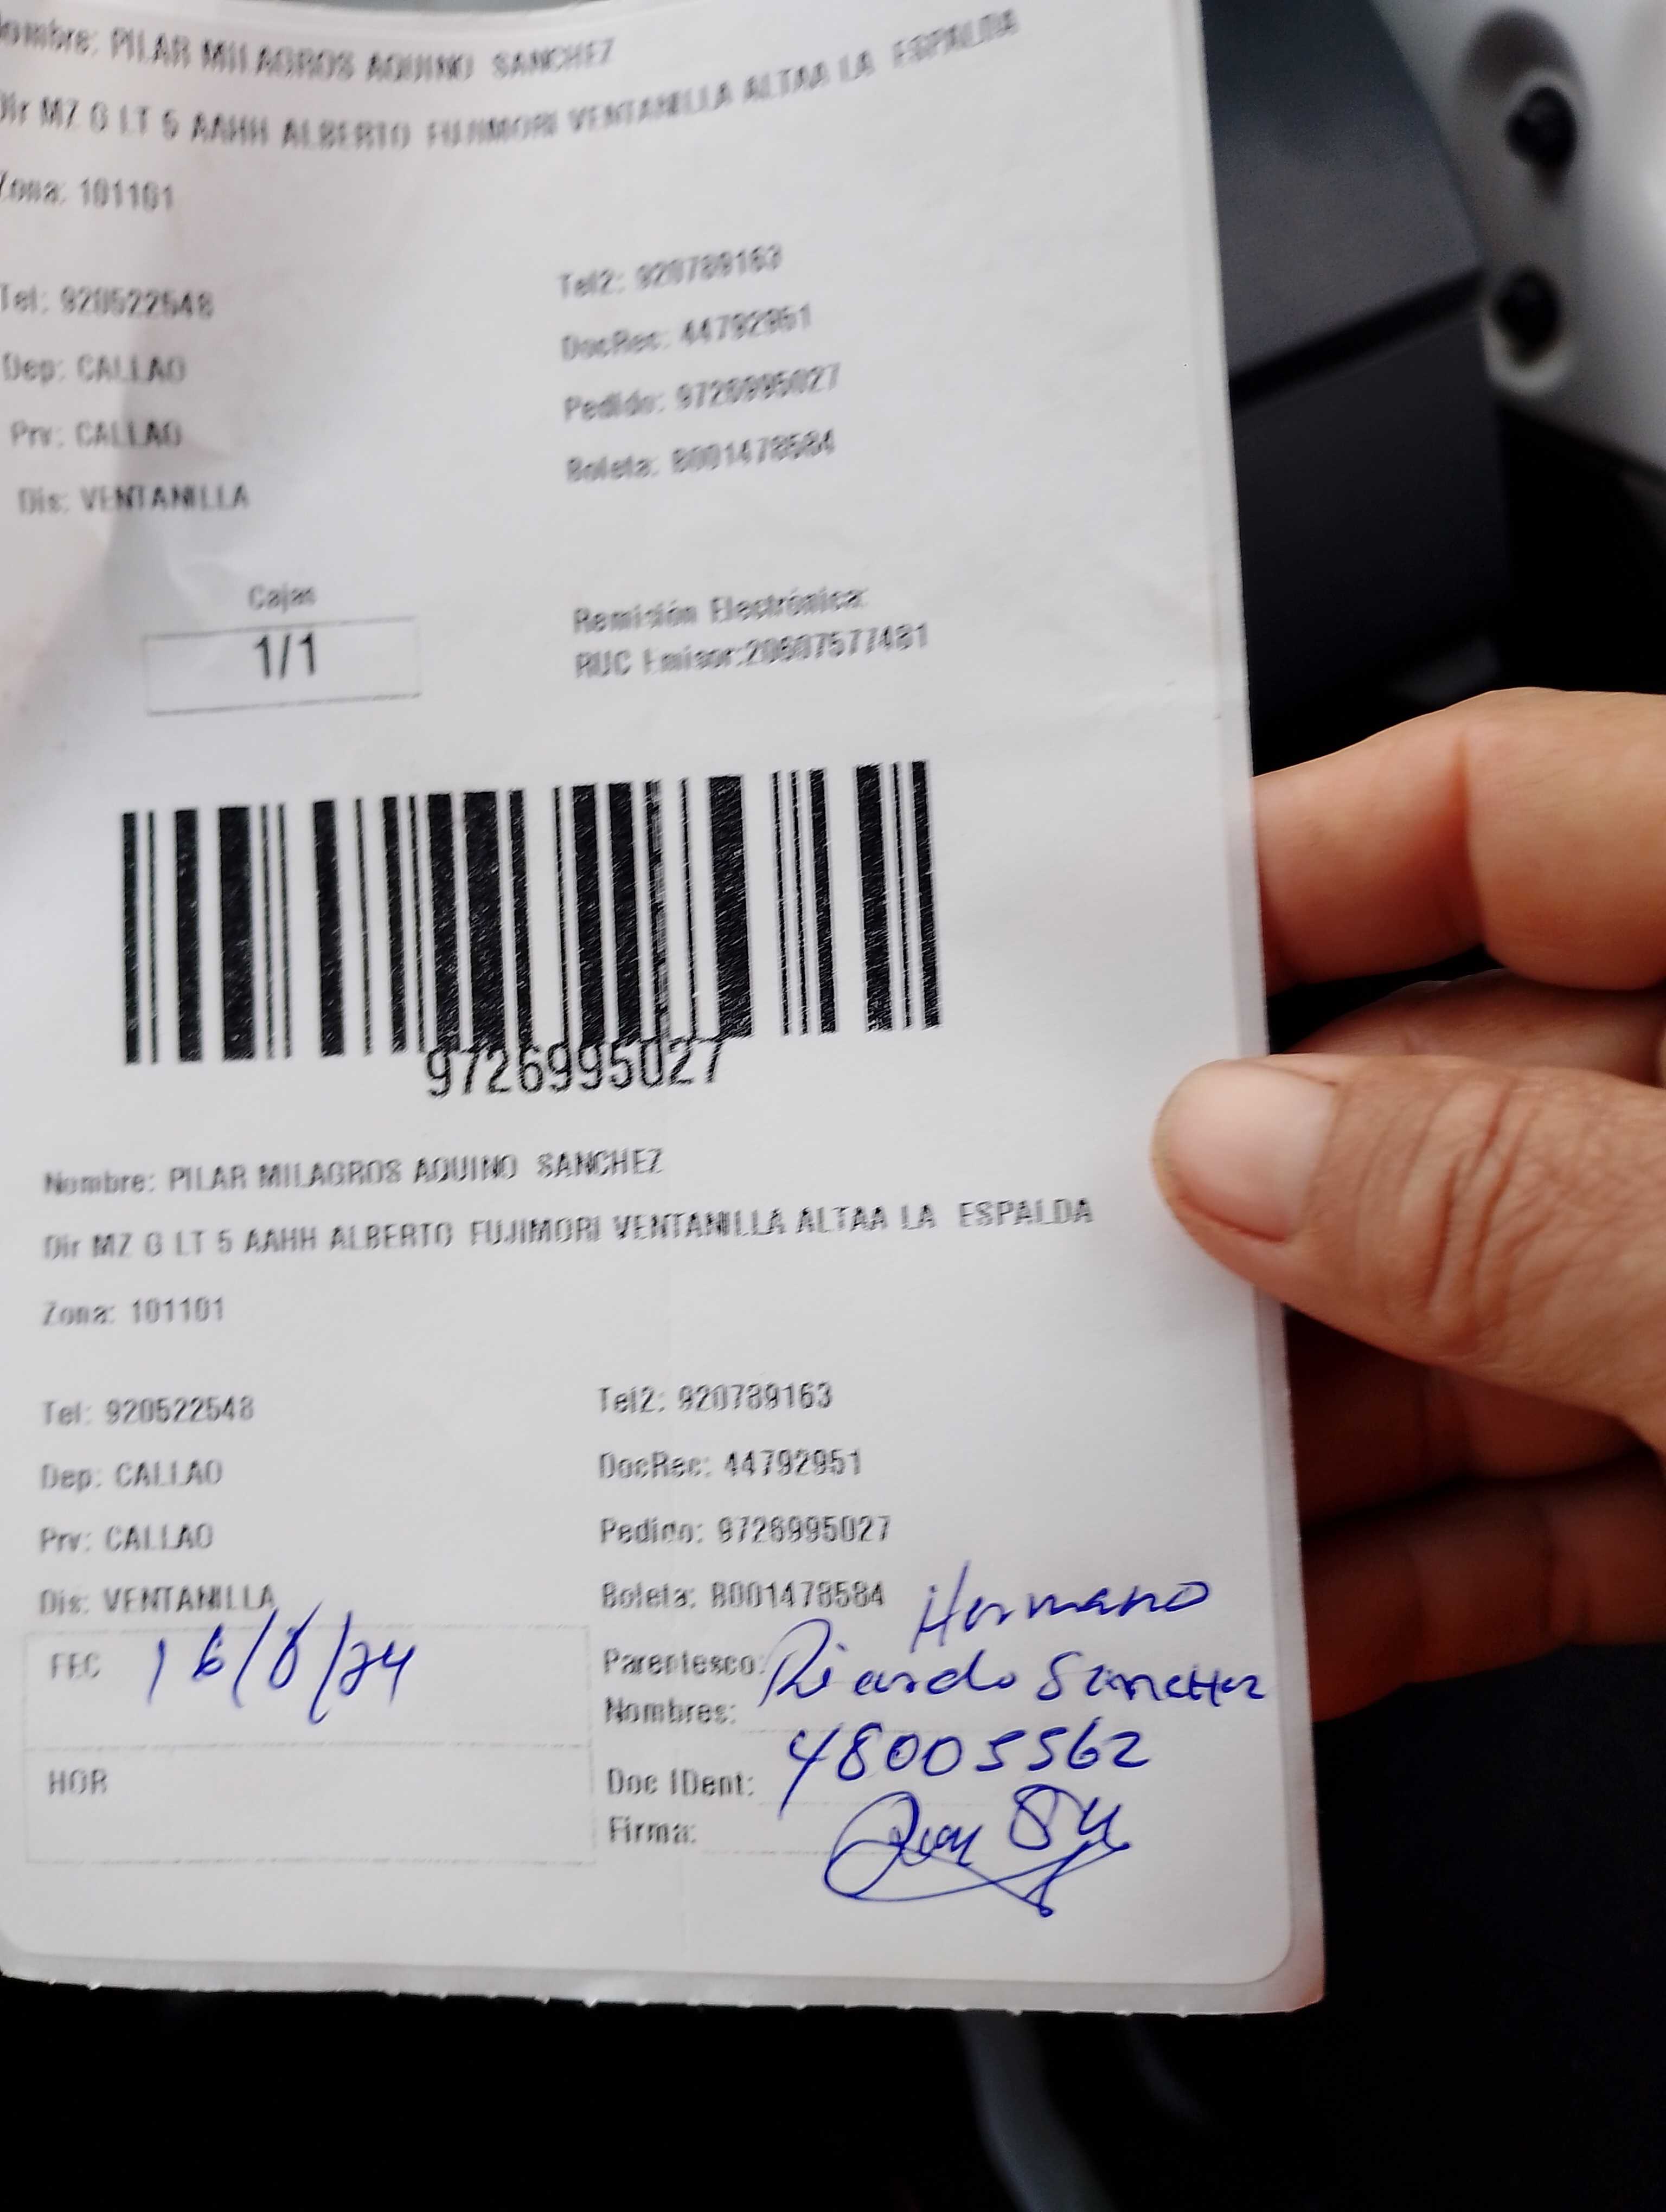 Nombre: PILAR MILAGROS AQUINO SANCHEZ
Dir MZ G LT 5 AAHH ALBERTO FUJIMORI VENTANILLA ALTAA LA ESPALDA
Zona: 101101
Tel: 920522548 Tel2: 920789163
DocRec: 44792951
Dep: CALLAO Pedido: 9726995027
Prv: CALLAO Boleta: B001478584
Dis: VENTANILLA
Cajas
1/1
Remisión Electrónica:
RUC Emisor:20607577481
9726995027
Nombre: PILAR MILAGROS AQUINO SANCHEZ
Dir MZ G LT 5 AAHH ALBERTO FUJIMORI VENTANILLA ALTAA LA ESPALDA
Zona: 101101
Tel: 920522548 Tel2: 920789163
Dep: CALLAO DocRec: 44792951
Prv: CALLAO Pedido: 9726995027
Dis: VENTANILLA Boleta: B001478584
Hermano
FEC 16/8/24 Parentesco: Ricardo Sanchez
Nombres:
HOR Doc IDent: 48005562
Firma: